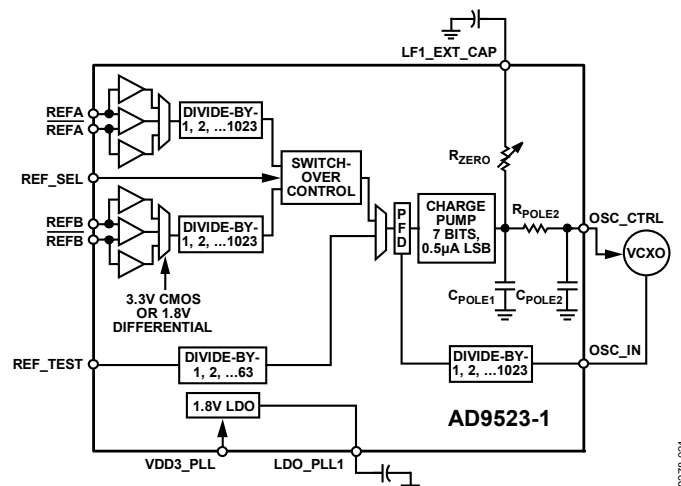 LF1_EXT_CAP
REFA
REFA
DIVIDE-BY-
1, 2, ...1023
RZERO
SWITCH-
OVER
CONTROL
REF_SEL
REFB
REFB
DIVIDE-BY-
1, 2, ...1023
P
F
D
CHARGE
PUMP
7 BITS,
0.5µA LSB
RPOLE2
OSC_CTRL
VCXO
CPOLE1
CPOLE2
3.3V CMOS
OR 1.8V
DIFFERENTIAL
REF_TEST
DIVIDE-BY-
1, 2, ...63
DIVIDE-BY-
1, 2, ...1023
OSC_IN
1.8V LDO
AD9523-1
VDD3_PLL
LDO_PLL1